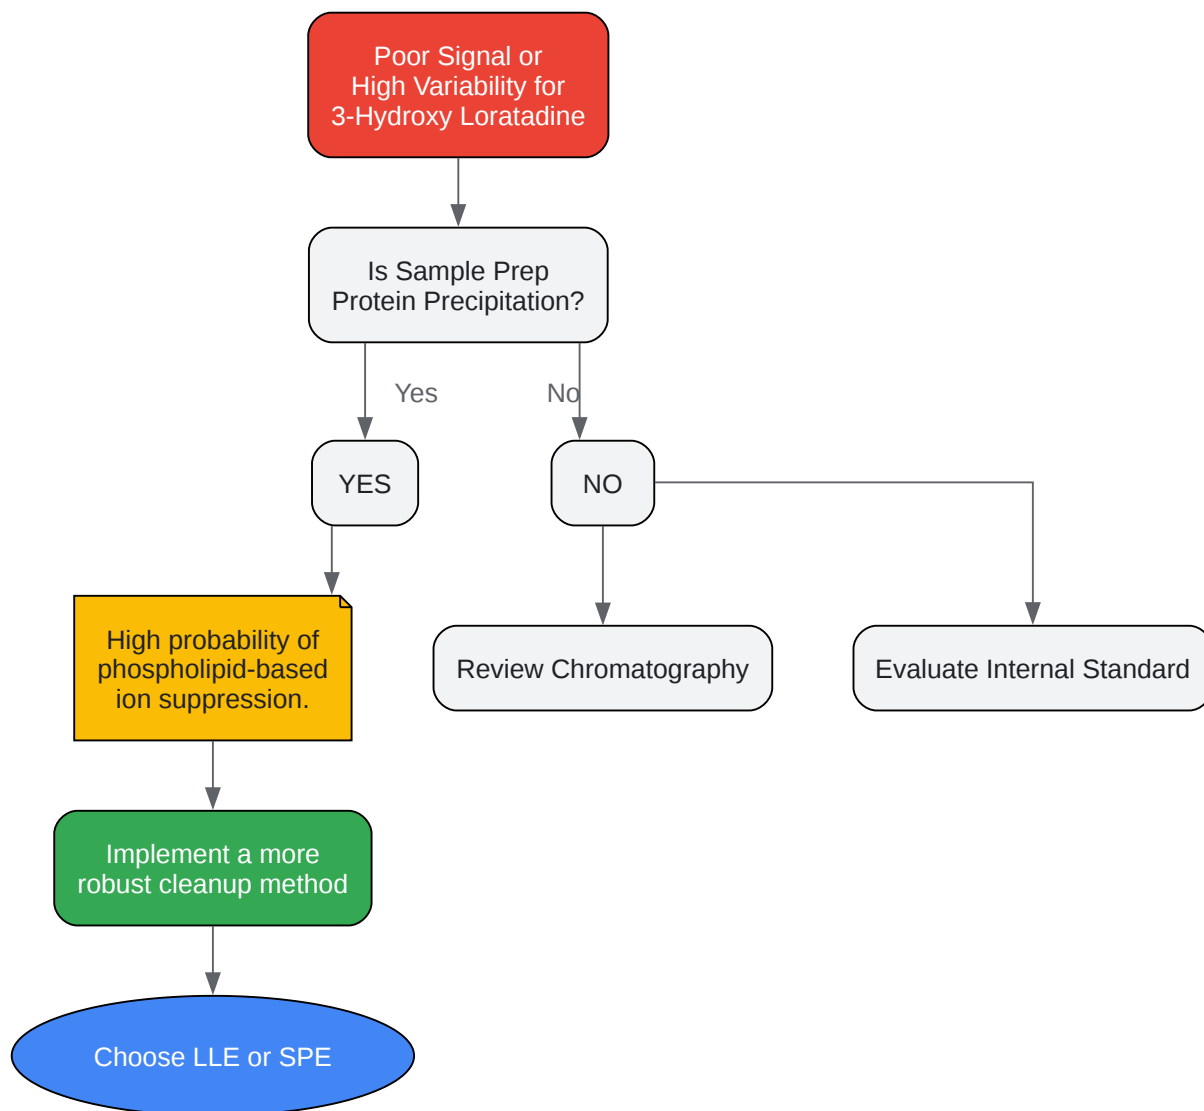 Poor Signal or
High Variability for
3-Hydroxy Loratadine
Is Sample Prep
Protein Precipitation?
Yes
No
YES
NO
High probability of
phospholipid-based
ion suppression.
Review Chromatography
Evaluate Internal Standard
Implement a more
robust cleanup method
Choose LLE or SPE